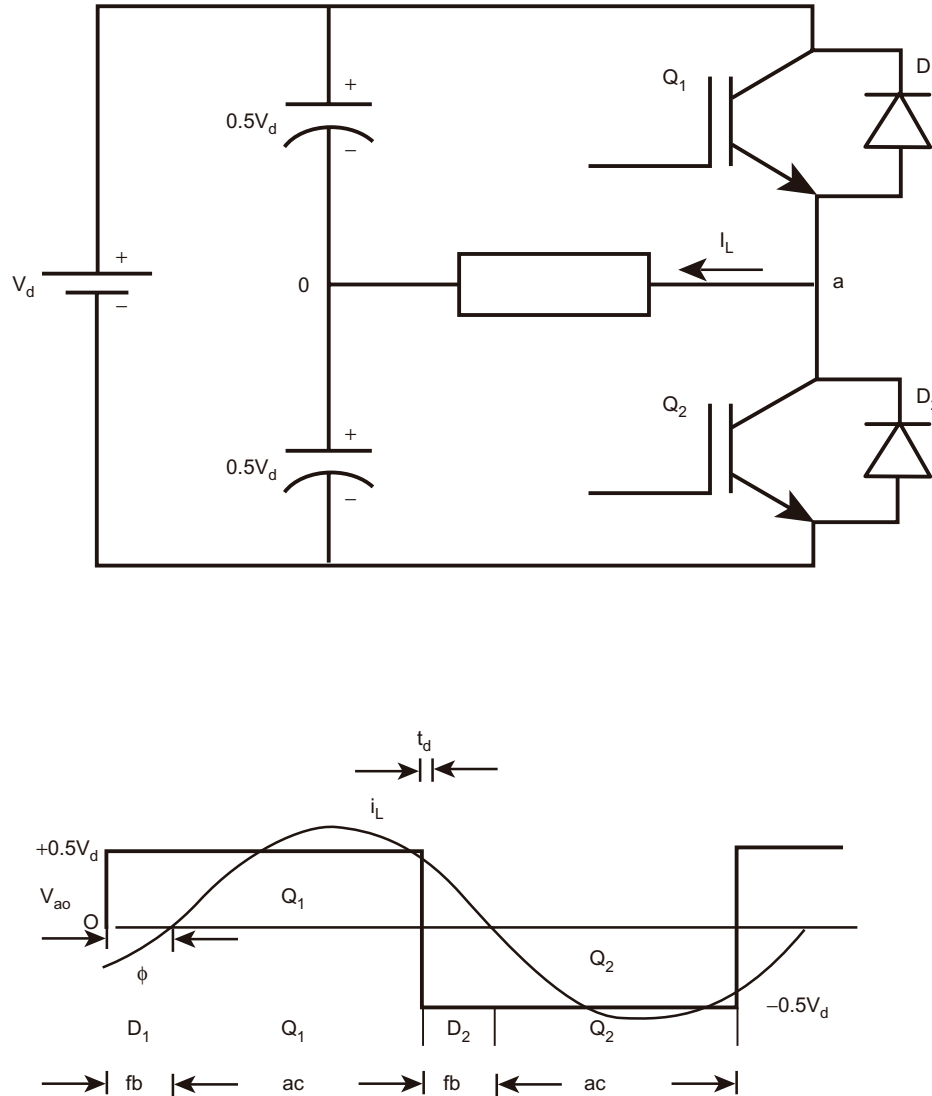 D
Q1
+
0.5Vd
−
IL
+
Vd
−
0
a
D2
Q2
+
0.5Vd
−
td
iL
+0.5Vd
Vao
Q1
O
Q2
ϕ
−0.5Vd
D1 Q1 D2 Q2
fb ac fb ac